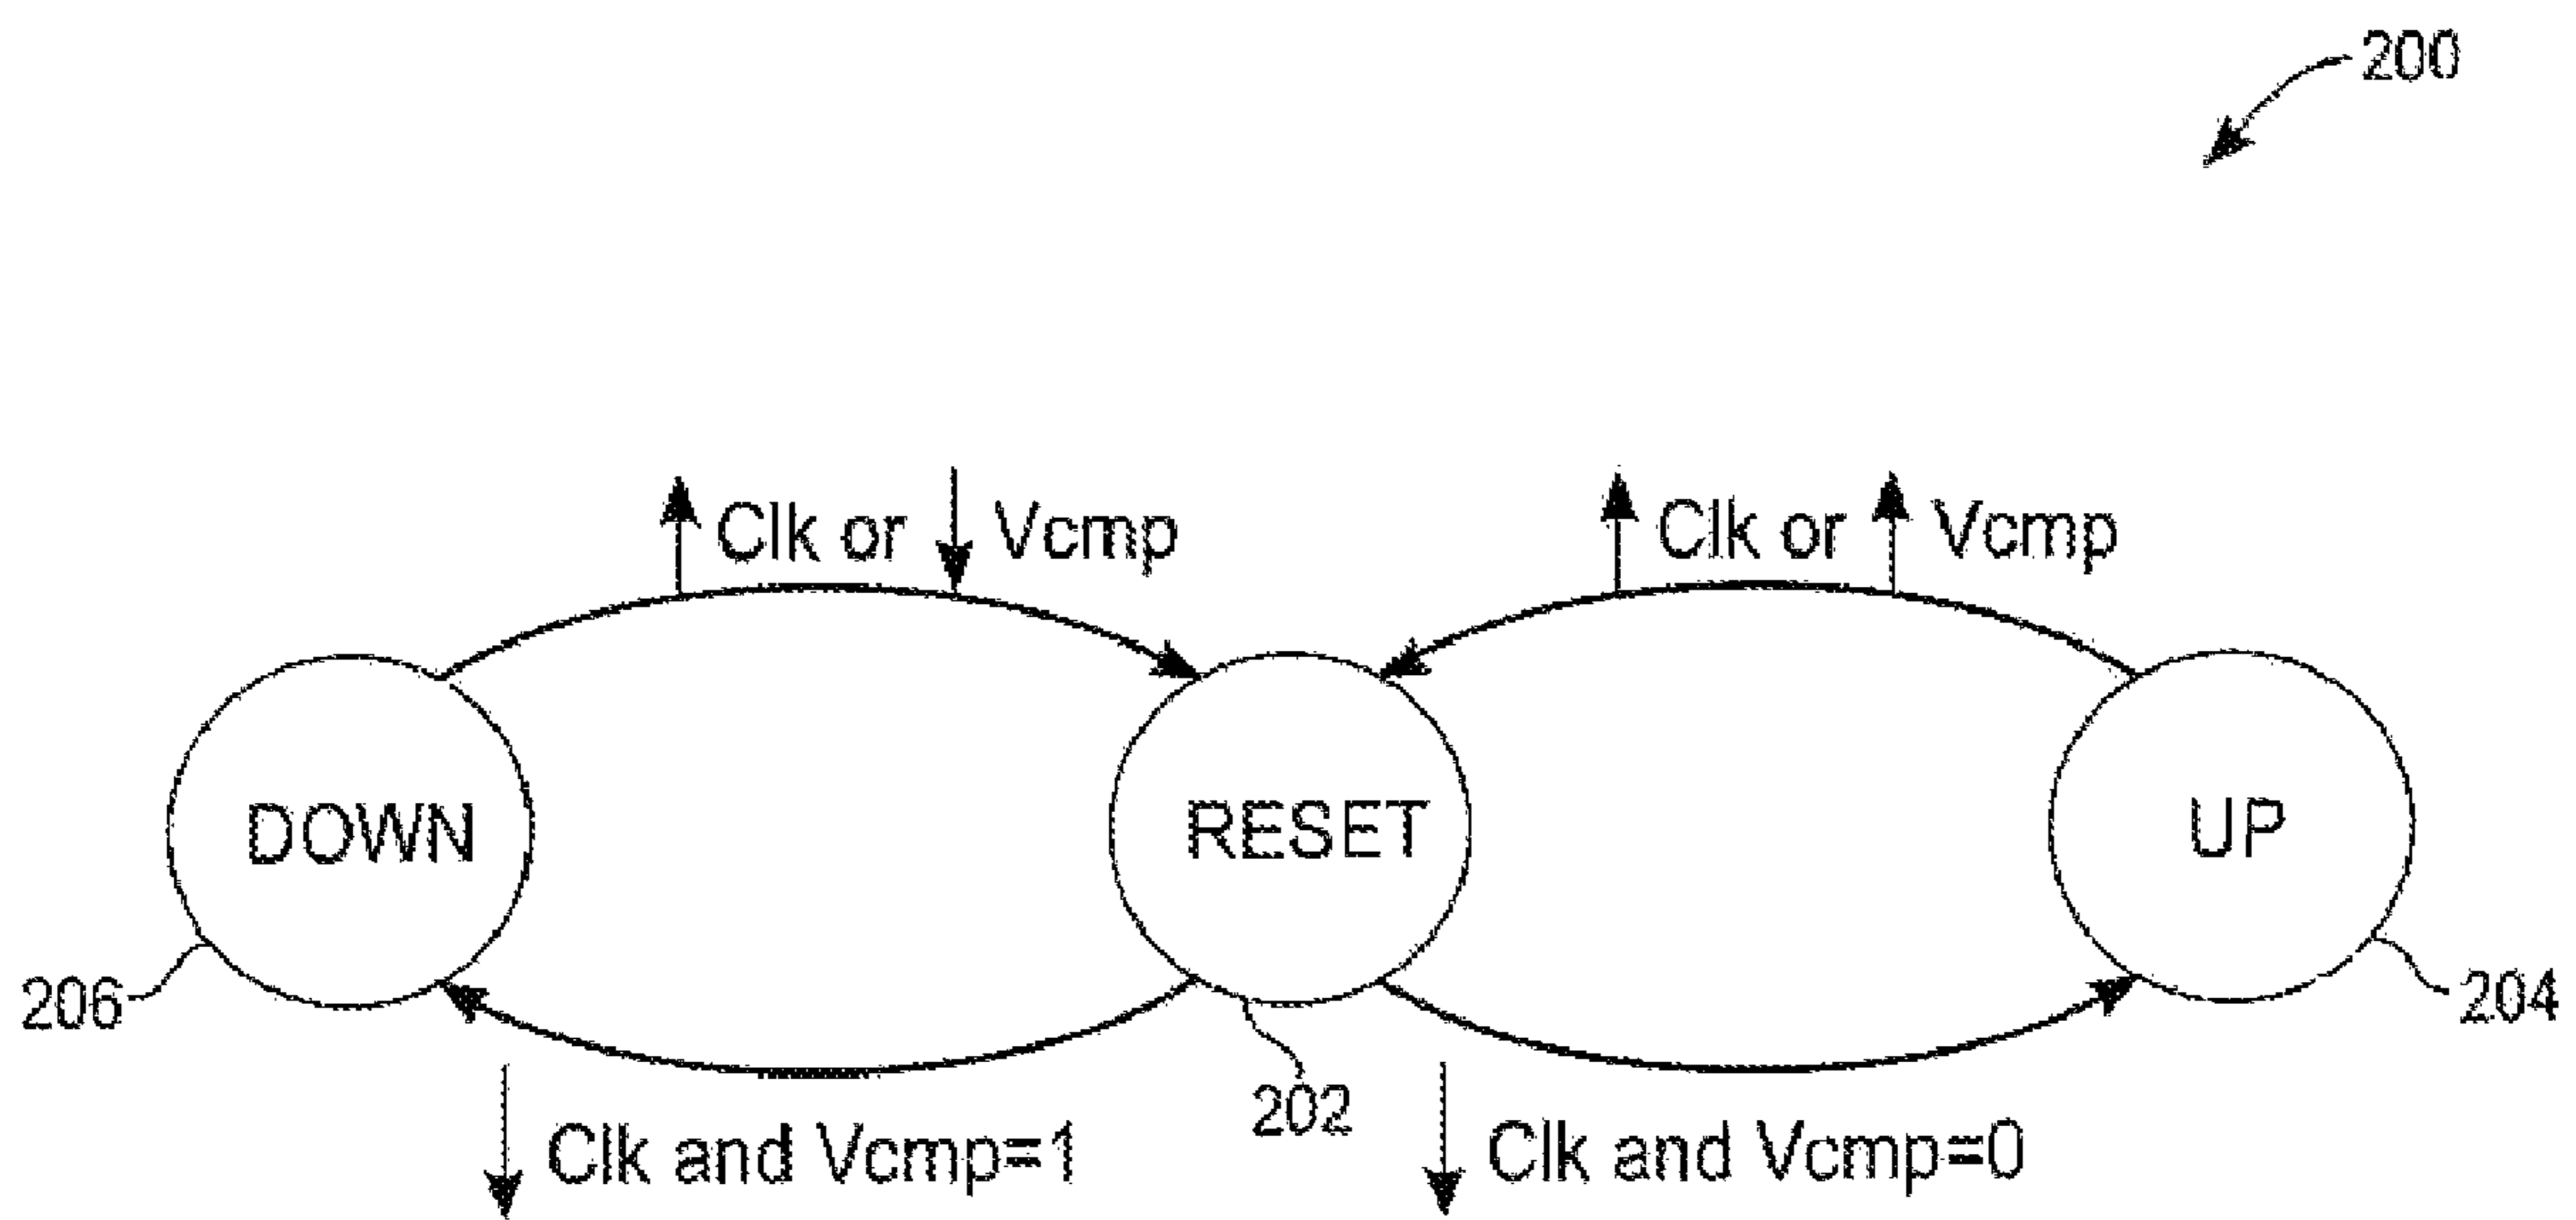 200
Clk or Vcmp
Clk or Vcmp
DOWN
RESET
UP
206
202
204
Clk and Vcmp=1
Clk and Vcmp=0